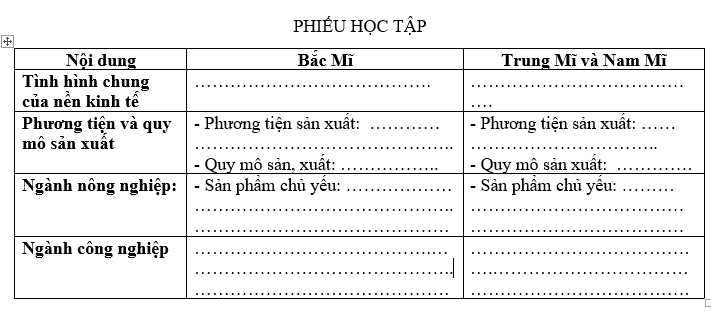 PHIẾU HỌC TẬP
Nội dung
Bắc Mĩ
Trung Mĩ và Nam Mĩ
Tình hình chung
của nền kinh tế
…………………………………
………………………………
….
Phương tiện và quy
mô sản xuất
- Phương tiện sản xuất: …………
…………………………………….
- Quy mô sản, xuất: ……………..
- Phương tiện sản xuất: ……
…………………………..
- Quy mô sản xuất: ………….
Ngành nông nghiệp:
- Sản phẩm chủ yếu: ………………
…………………………………….
……………………………………
- Sản phẩm chủ yếu: ………
………………………………
………………………………
Ngành công nghiệp
……………………………………
…………………………………….
……………………………………
……………………………….
….……………………………
……………………………….